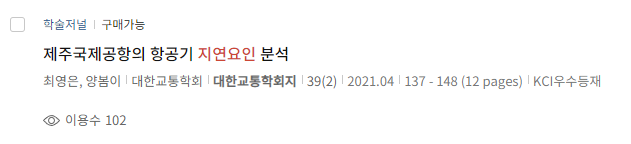 학술저널 | 구매가능
제주국제공항의 항공기 지연요인 분석
최영은, 양봄이 | 대한교통학회 | 대한교통학회지 | 39(2) | 2021.04 | 137 - 148 (12 pages) | KCI우수등재
이용수 102